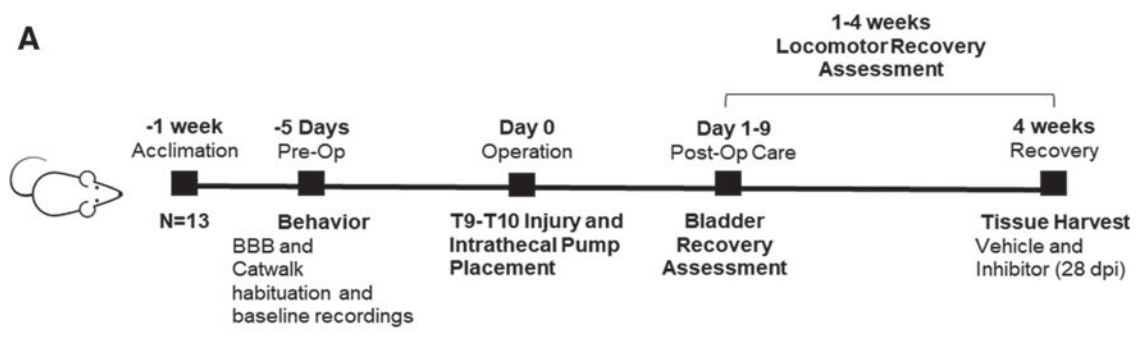 A
1-4 weeks
Locomotor Recovery
Assessment
-1 week
Acclimation
-5 Days
Pre-Op
Day 0
Operation
Day 1-9
Post-Op Care
4 weeks
Recovery
N=13
Behavior
BBB and
Catwalk
habituation and
baseline recordings
T9-T10 Injury and
Intrathecal Pump
Placement
Bladder
Recovery
Assessment
Tissue Harvest
Vehicle and
Inhibitor (28 dpi)